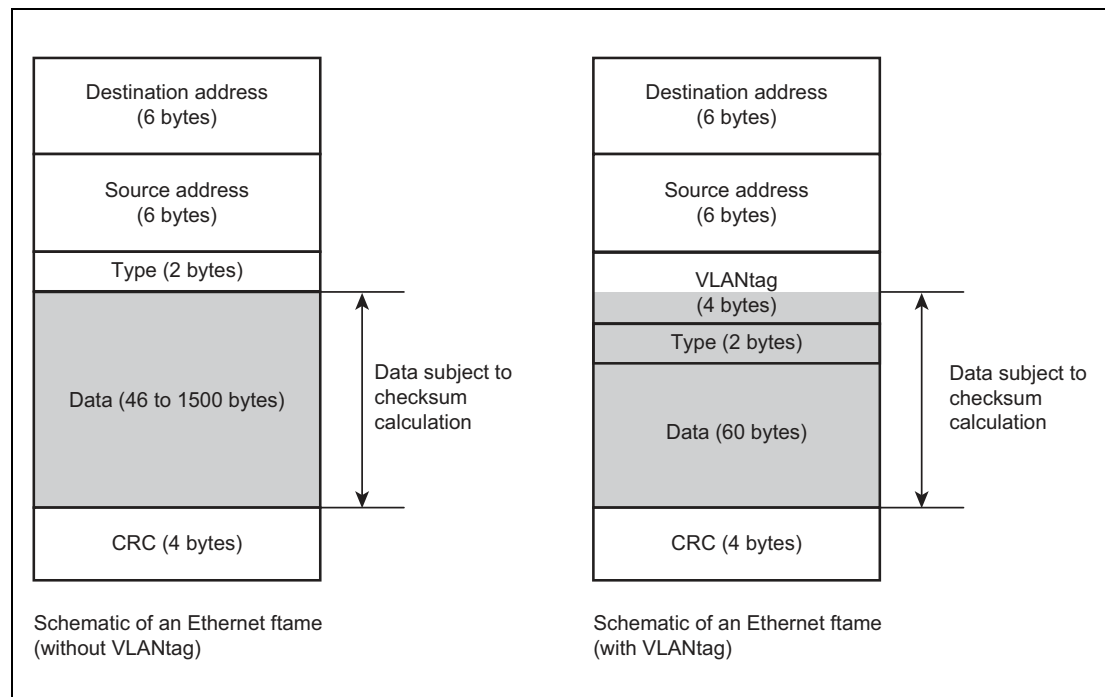 Destination address
(6 bytes)
Source address
(6 bytes)
Type (2 bytes)
Data (46 to 1500 bytes)
Data subject to
checksum
calculation
CRC (4 bytes)
Schematic of an Ethernet ftame
(without VLANtag)
Destination address
(6 bytes)
Source address
(6 bytes)
VLANtag
(4 bytes)
Type (2 bytes)
Data (60 bytes)
Data subject to
checksum
calculation
CRC (4 bytes)
Schematic of an Ethernet ftame
(with VLANtag)